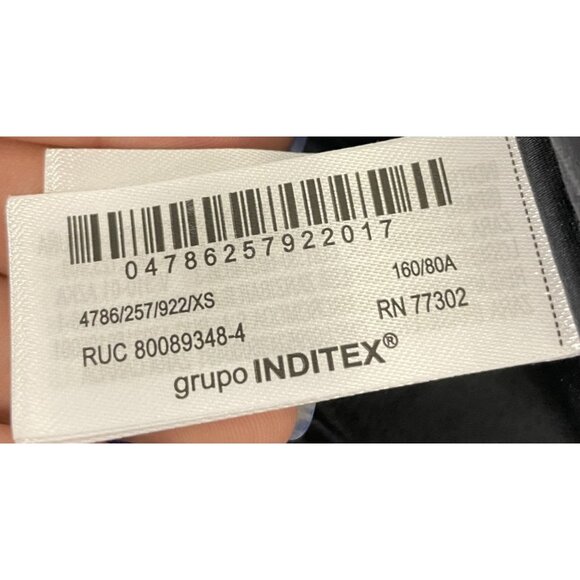 04786257922017
4786/257/922/XS 160/80A
RUC 80089348-4 RN 77302
grupo INDITEX®